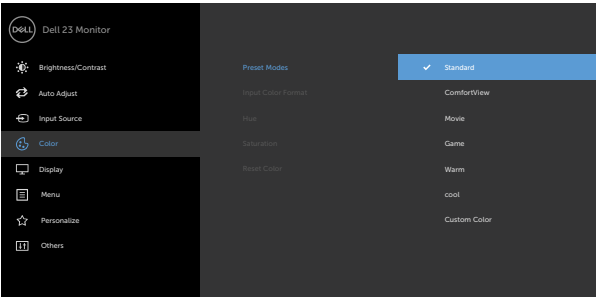 DELL
Dell 23 Monitor
Brightness/Contrast
Auto Adjust
Input Source
Color
Display
Menu
Personalize
Others
Preset Modes
Input Color Format
Hue
Saturation
Reset Color
Standard
ComfortView
Movie
Game
Warm
cool
Custom Color